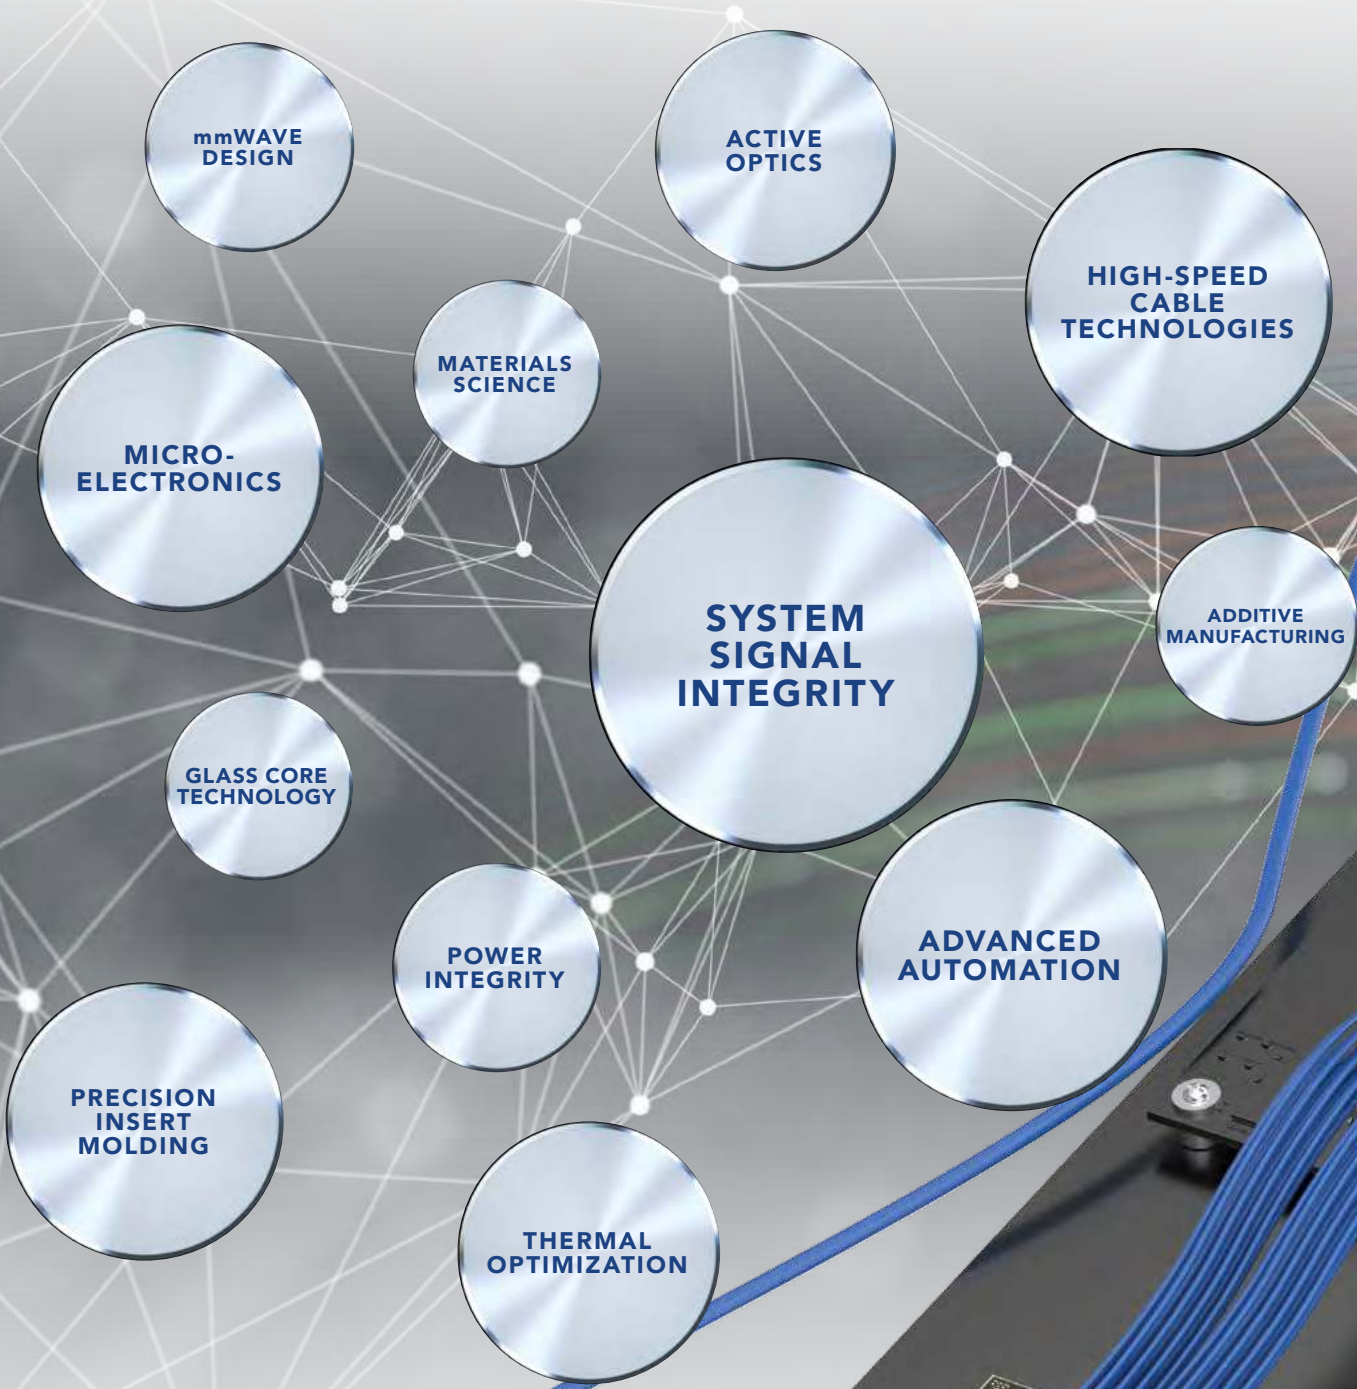 mmWAVE
DESIGN
ACTIVE
OPTICS
HIGH-SPEED
CABLE
TECHNOLOGIES
MATERIALS
SCIENCE
MICRO-
ELECTRONICS
SYSTEM
SIGNAL
INTEGRITY
ADDITIVE
MANUFACTURING
GLASS CORE
TECHNOLOGY
POWER
INTEGRITY
ADVANCED
AUTOMATION
PRECISION
INSERT
MOLDING
THERMAL
OPTIMIZATION